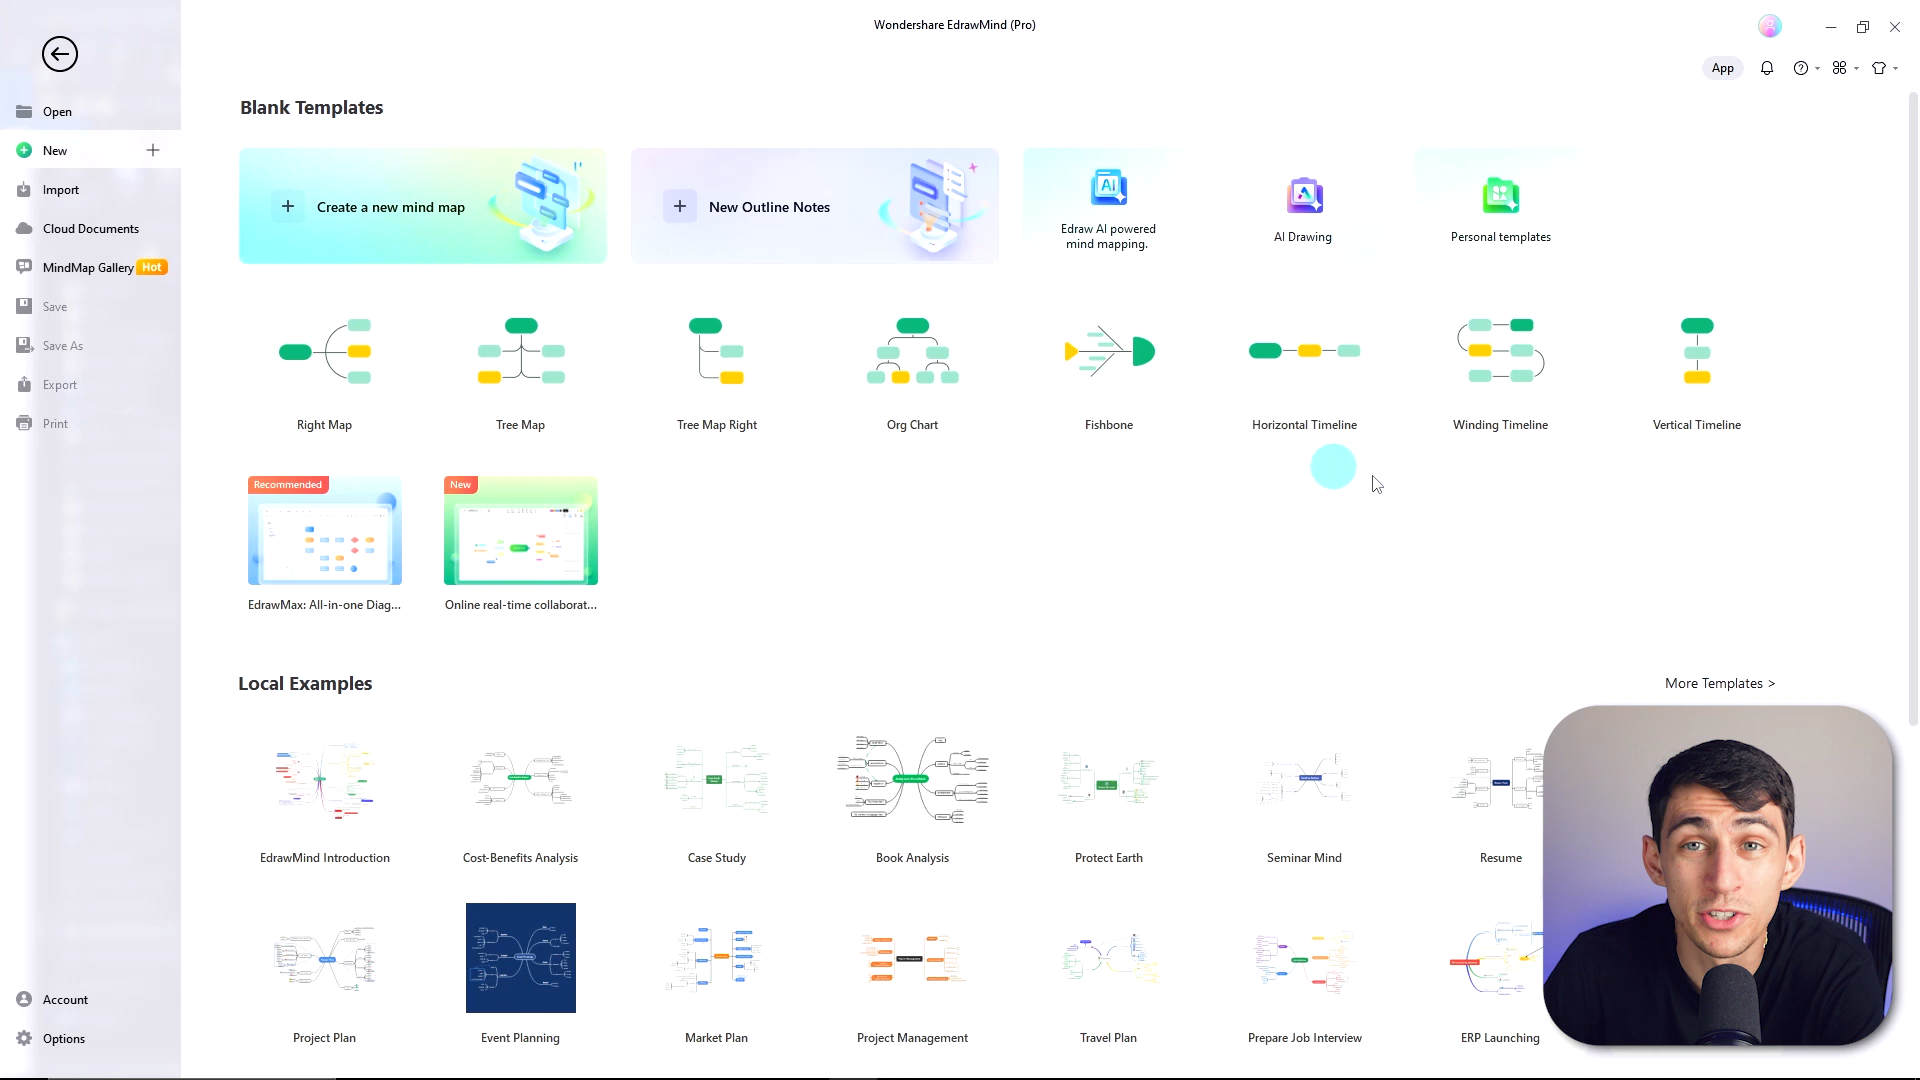 Wondershare EdrawMind (Pro)
App
Open
New
Import
Cloud Documents
MindMap Gallery Hot
Save
Save As
Export
Print
Account
Options
Blank Templates
Create a new mind map
New Outline Notes
Edraw AI powered
mind mapping.
AI Drawing
Personal templates
Right Map
Tree Map
Tree Map Right
Org Chart
Fishbone
Horizontal Timeline
Winding Timeline
Vertical Timeline
Recommended
New
EdrawMax: All-in-one Diag...
Online real-time collaborat...
Local Examples
More Templates >
EdrawMind Introduction
Cost-Benefits Analysis
Case Study
Book Analysis
Protect Earth
Seminar Mind
Resume
Project Plan
Event Planning
Market Plan
Project Management
Travel Plan
Prepare Job Interview
ERP Launching